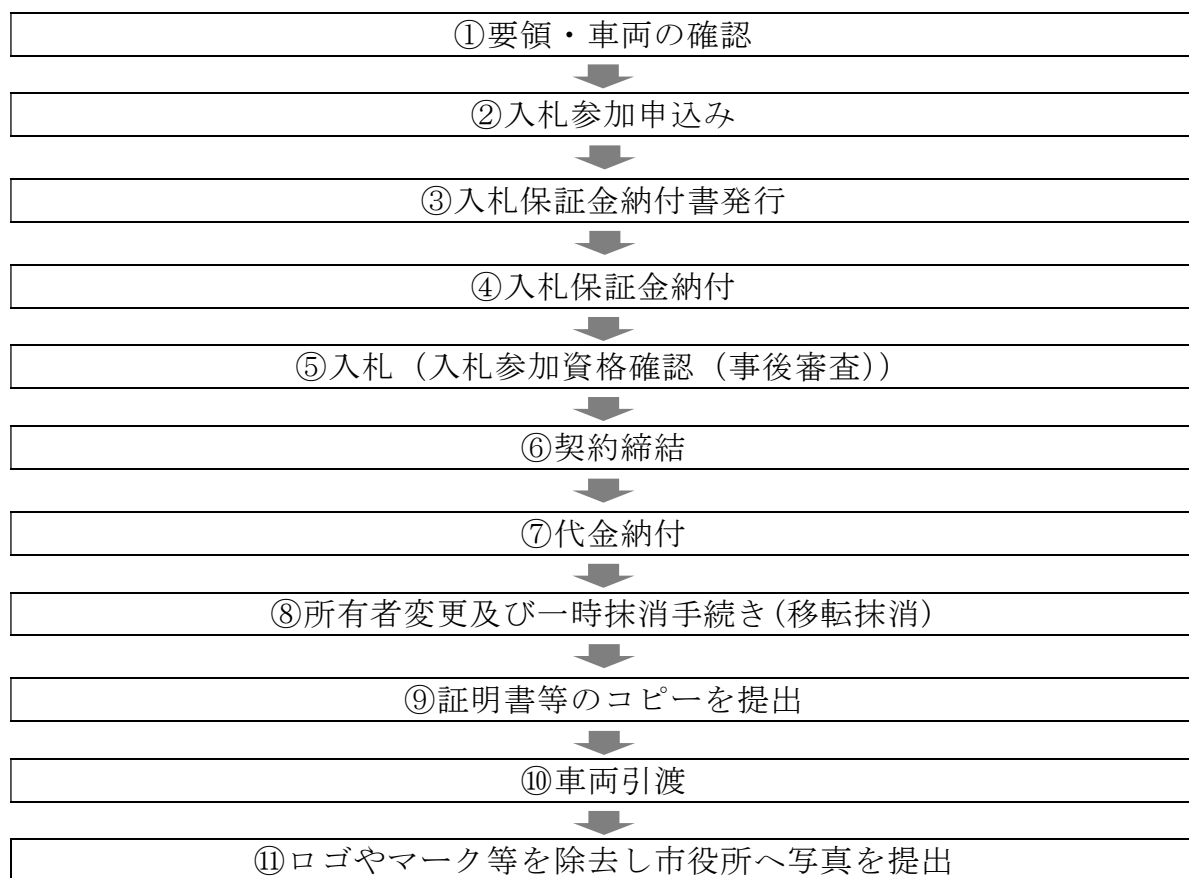 ①要領・車両の確認
②入札参加申込み
③入札保証金納付書発行
④入札保証金納付
⑤入札（入札参加資格確認（事後審査））
⑥契約締結
⑦代金納付
⑧所有者変更及び一時抹消手続き(移転抹消)
⑨証明書等のコピーを提出
⑩車両引渡
⑪ロゴやマーク等を除去し市役所へ写真を提出